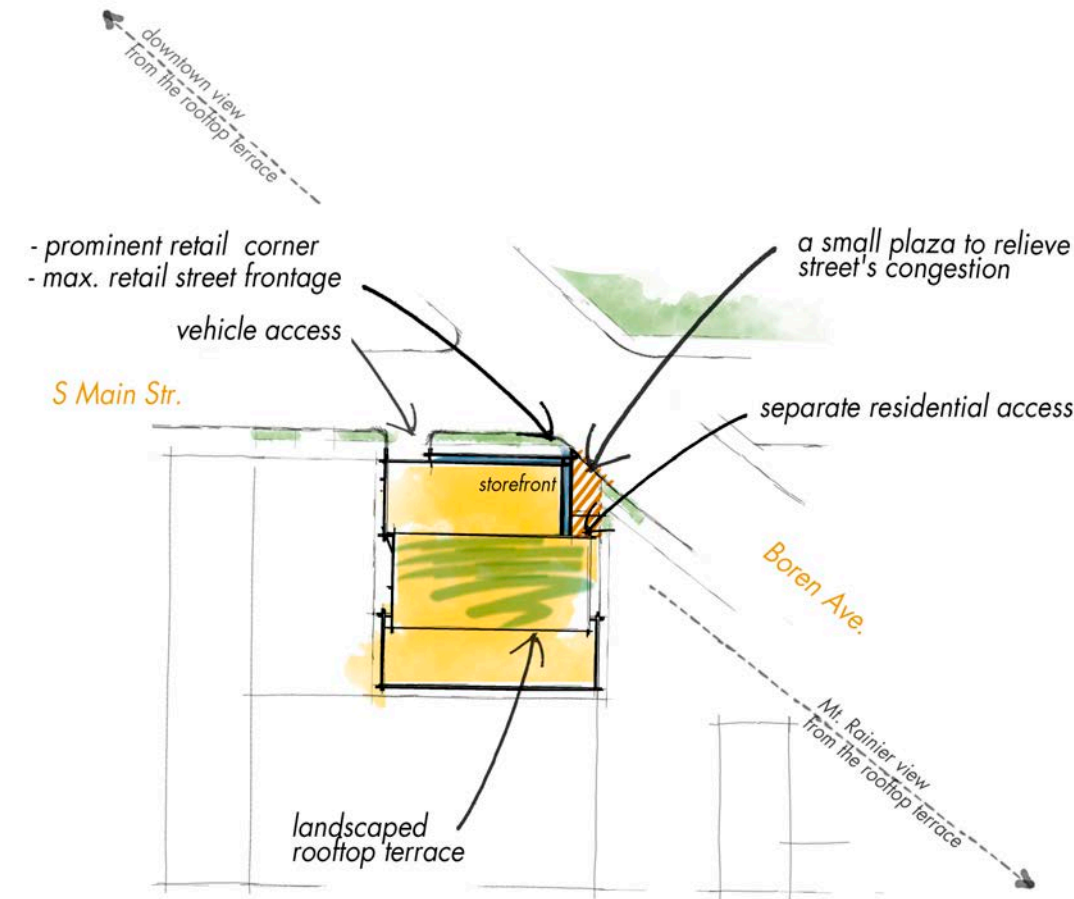 downtown view
from the rooftop terrace
- prominent retail  corner
- max. retail street frontage
a small plaza to relieve
street's congestion
vehicle access
S Main Str.
separate residential access
storefront
Boren Ave.
Mt. Rainier view
from the rooftop terrace
landscaped
rooftop terrace